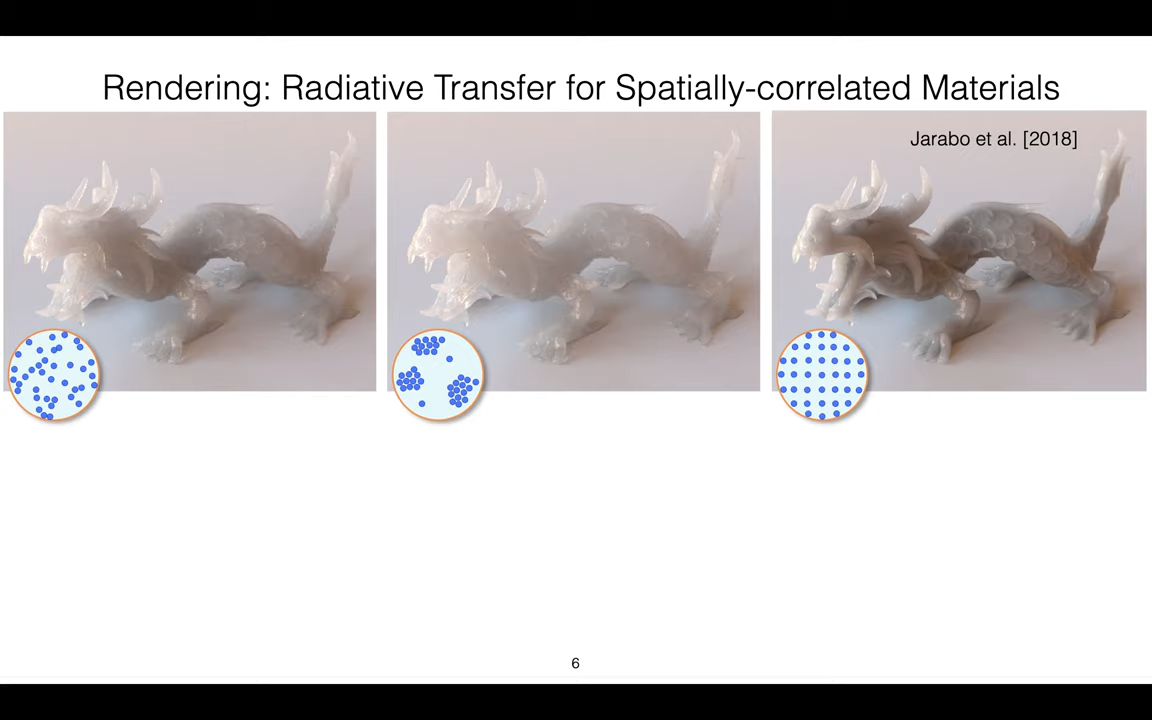 Rendering: Radiative Transfer for Spatially-correlated Materials
Jarabo et al. [2018]
6